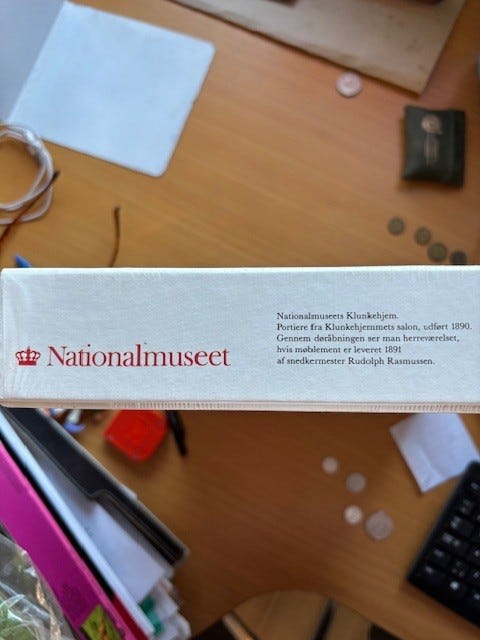 Nationalmuseet
Nationalmuseets Klunkehjem.
Portiere fra Klunkehjemmets salon, udført 1890.
Gennem døråbningen ser man herreværelset,
hvis møblement er leveret 1891
af snedkermester Rudolph Rasmussen.